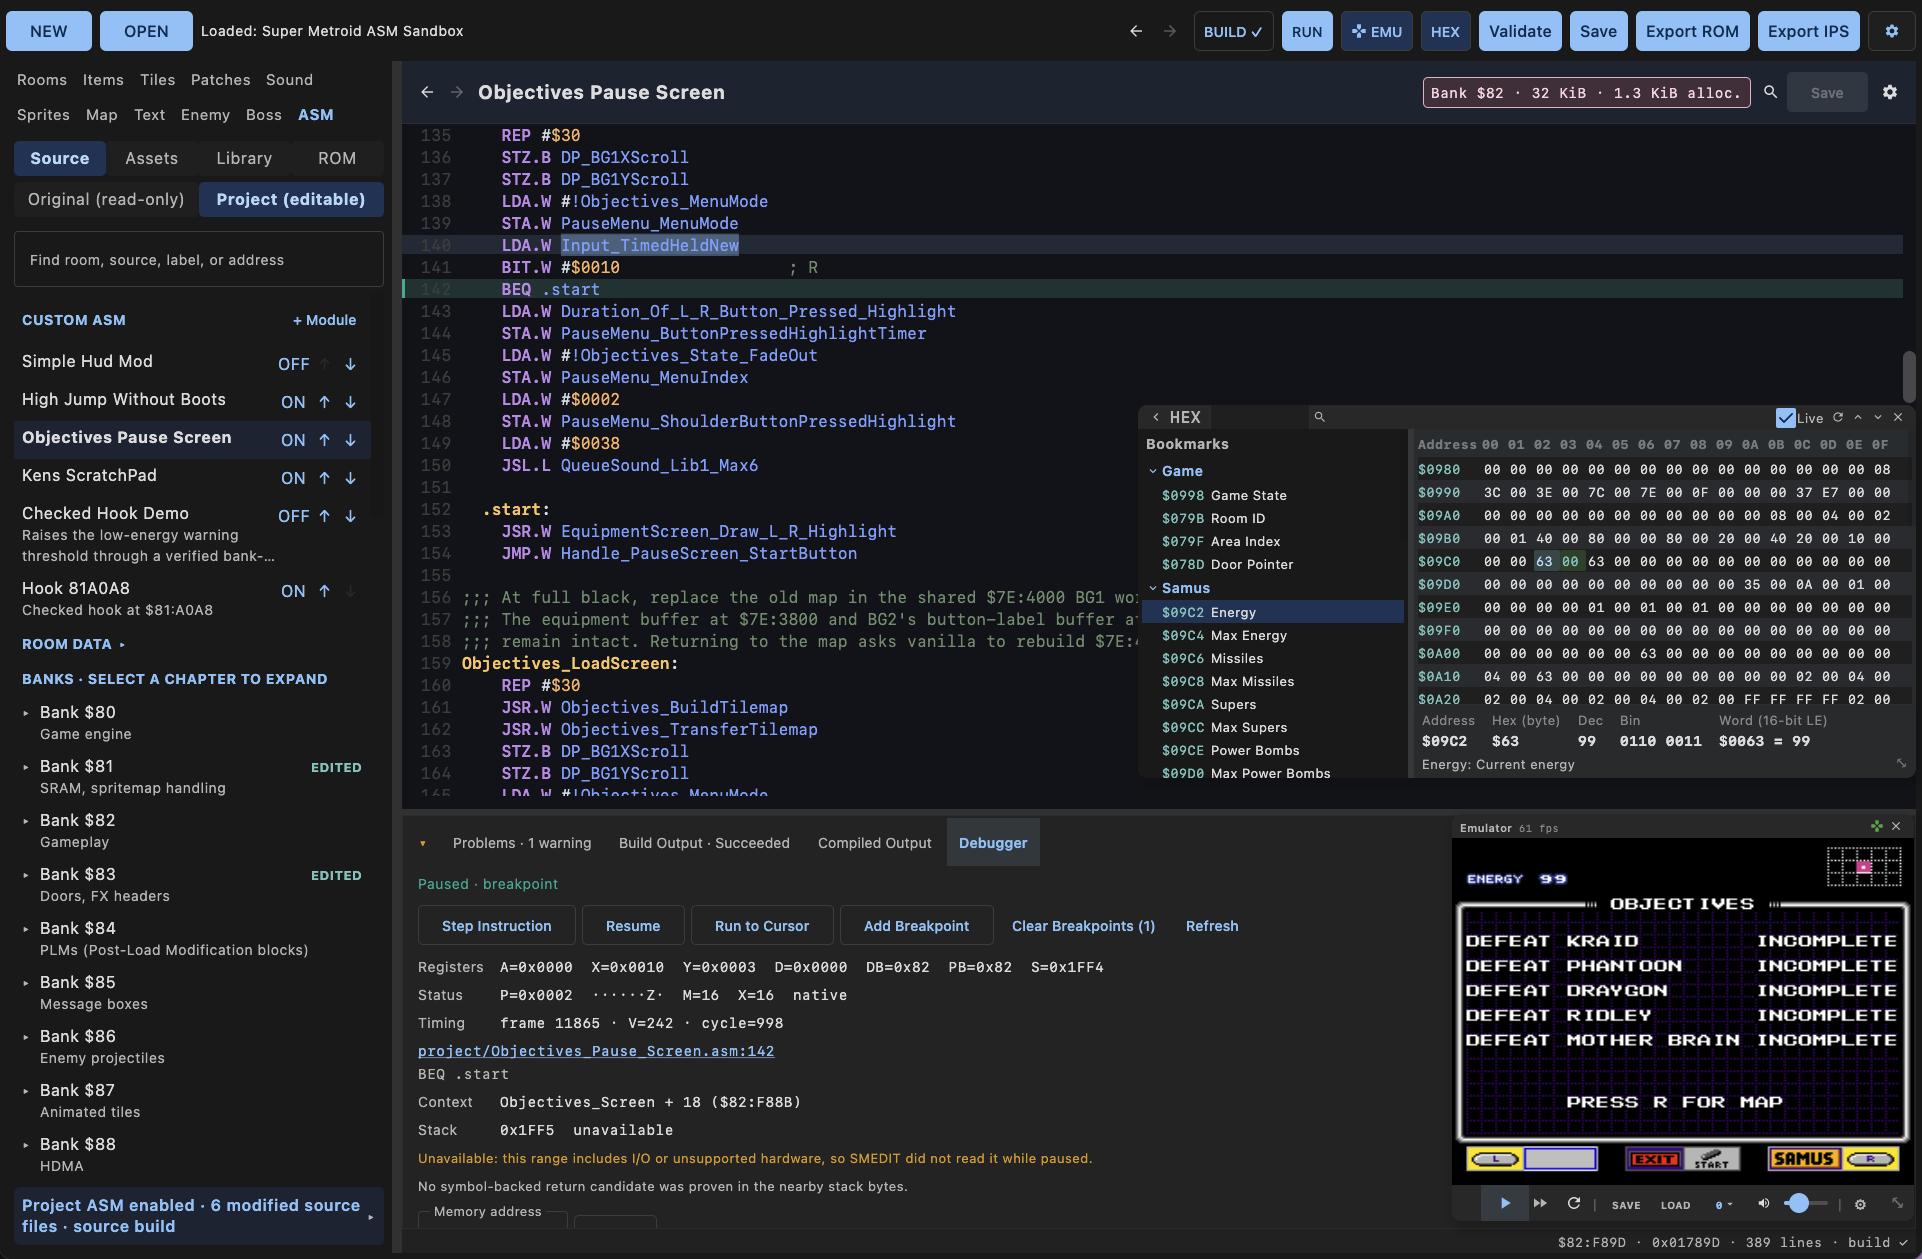 NEW OPEN Loaded: Super Metroid ASM Sandbox ← → BUILD ✓ RUN EMU HEX Validate Save Export ROM Export IPS
Rooms Items Tiles Patches Sound
Sprites Map Text Enemy Boss ASM
Source Assets Library ROM
Original (read-only) Project (editable)
Find room, source, label, or address
CUSTOM ASM + Module
Simple Hud Mod OFF ↑ ↓
High Jump Without Boots ON ↑ ↓
Objectives Pause Screen ON ↑ ↓
Kens ScratchPad ON ↑ ↓
Checked Hook Demo OFF ↑ ↓
Raises the low-energy warning
threshold through a verified bank-...
Hook 81A0A8 ON ↑ ↓
Checked hook at $81:A0A8
ROOM DATA ▸
BANKS · SELECT A CHAPTER TO EXPAND
▸ Bank $80
Game engine
▸ Bank $81 EDITED
SRAM, spritemap handling
▸ Bank $82
Gameplay
▸ Bank $83 EDITED
Doors, FX headers
▸ Bank $84
PLMs (Post-Load Modification blocks)
▸ Bank $85
Message boxes
▸ Bank $86
Enemy projectiles
▸ Bank $87
Animated tiles
▸ Bank $88
HDMA
Project ASM enabled · 6 modified source
files · source build ▸
← → Objectives Pause Screen Bank $82 · 32 KiB · 1.3 KiB alloc. Save
135 REP #$30
136 STZ.B DP_BG1XScroll
137 STZ.B DP_BG1YScroll
138 LDA.W #!Objectives_MenuMode
139 STA.W PauseMenu_MenuMode
140 LDA.W Input_TimedHeldNew
141 BIT.W #$0010 ; R
142 BEQ .start
143 LDA.W Duration_Of_L_R_Button_Pressed_Highlight
144 STA.W PauseMenu_ButtonPressedHighlightTimer
145 LDA.W #!Objectives_State_FadeOut
146 STA.W PauseMenu_MenuIndex
147 LDA.W #$0002
148 STA.W PauseMenu_ShoulderButtonPressedHighlight
149 LDA.W #$0038
150 JSL.L QueueSound_Lib1_Max6
151
152 .start:
153 JSR.W EquipmentScreen_Draw_L_R_Highlight
154 JMP.W Handle_PauseScreen_StartButton
155
156 ;;; At full black, replace the old map in the shared $7E:4000 BG1 wo
157 ;;; The equipment buffer at $7E:3800 and BG2's button-label buffer a
158 ;;; remain intact. Returning to the map asks vanilla to rebuild $7E:
159 Objectives_LoadScreen:
160 REP #$30
161 JSR.W Objectives_BuildTilemap
162 JSR.W Objectives_TransferTilemap
163 STZ.B DP_BG1XScroll
164 STZ.B DP_BG1YScroll
165 LDA.W #!Objectives_MenuMode
HEX Live
Bookmarks
Game
$0998 Game State
$079B Room ID
$079F Area Index
$078D Door Pointer
Samus
$09C2 Energy
$09C4 Max Energy
$09C6 Missiles
$09C8 Max Missiles
$09CA Supers
$09CC Max Supers
$09CE Power Bombs
$09D0 Max Power Bombs
Address 00 01 02 03 04 05 06 07 08 09 0A 0B 0C 0D 0E 0F
$0980 00 00 00 00 00 00 00 00 00 00 00 00 00 00 00 08
$0990 3C 00 3E 00 7C 00 7E 00 0F 00 00 00 37 E7 00 00
$09A0 00 00 00 00 00 00 00 00 00 00 00 08 00 04 00 02
$09B0 00 01 40 00 80 00 00 80 00 20 00 40 20 00 10 00
$09C0 00 00 63 00 63 00 00 00 00 00 00 00 00 00 00 00
$09D0 00 00 00 00 00 00 00 00 00 00 35 00 0A 00 01 00
$09E0 00 00 00 00 01 00 01 00 01 00 00 00 00 00 00 00
$09F0 00 00 00 00 00 00 00 00 00 00 00 00 00 00 00 00
$0A00 00 00 00 00 00 00 63 00 00 00 00 00 00 00 00 00
$0A10 04 00 63 00 00 00 00 00 00 00 00 00 02 00 04 00
$0A20 02 00 04 00 02 00 04 00 02 00 FF FF FF FF 02 00
Address Hex (byte) Dec Bin Word (16-bit LE)
$09C2 $63 99 0110 0011 $0063 = 99
Energy: Current energy
Problems · 1 warning Build Output · Succeeded Compiled Output Debugger
Paused · breakpoint
Step Instruction Resume Run to Cursor Add Breakpoint Clear Breakpoints (1) Refresh
Registers A=0x0000 X=0x0010 Y=0x0003 D=0x0000 DB=0x82 PB=0x82 S=0x1FF4
Status P=0x0002 ······Z· M=16 X=16 native
Timing frame 11865 · V=242 · cycle=998
project/Objectives_Pause_Screen.asm:142
BEQ .start
Context Objectives_Screen + 18 ($82:F88B)
Stack 0x1FF5 unavailable
Unavailable: this range includes I/O or unsupported hardware, so SMEDIT did not read it while paused.
No symbol-backed return candidate was proven in the nearby stack bytes.
Memory address
Emulator 61 fps
ENERGY 99
OBJECTIVES
DEFEAT KRAID INCOMPLETE
DEFEAT PHANTOON INCOMPLETE
DEFEAT DRAYGON INCOMPLETE
DEFEAT RIDLEY INCOMPLETE
DEFEAT MOTHER BRAIN INCOMPLETE
PRESS R FOR MAP
L EXIT START SAMUS R
SAVE LOAD 0
$82:F89D · 0x01789D · 389 lines · build ✓